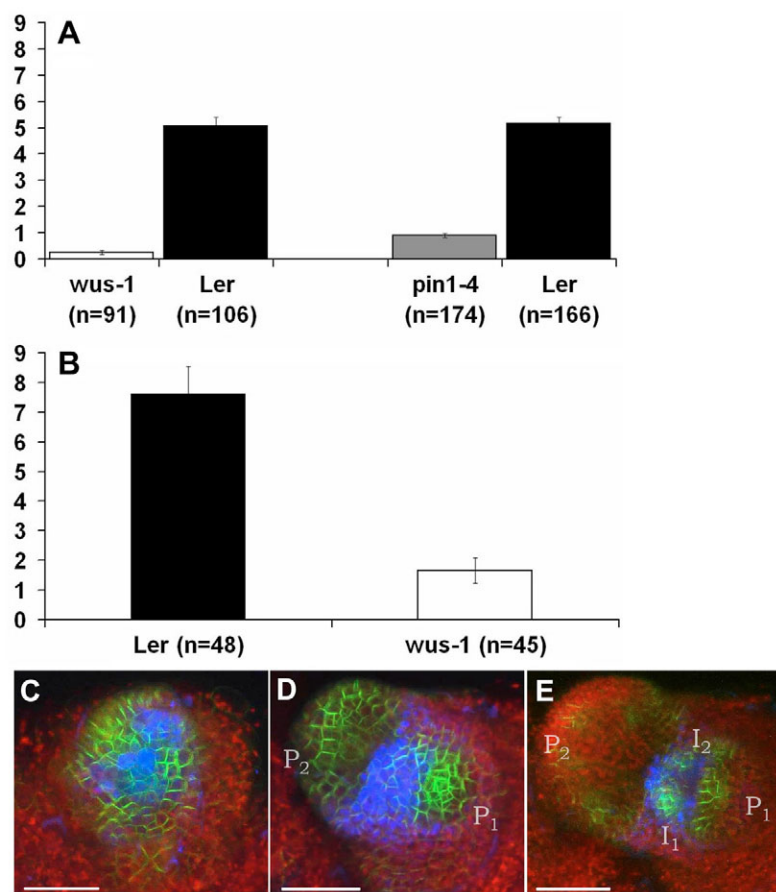 A
9
8
7
6
5
4
3
2
1
0
wus-1 Ler pin1-4 Ler
(n=91) (n=106) (n=174) (n=166)
B
9
8
7
6
5
4
3
2
1
0
Ler (n=48) wus-1 (n=45)
C D E
P₂ P₁
P₂ I₂ P₁ I₁